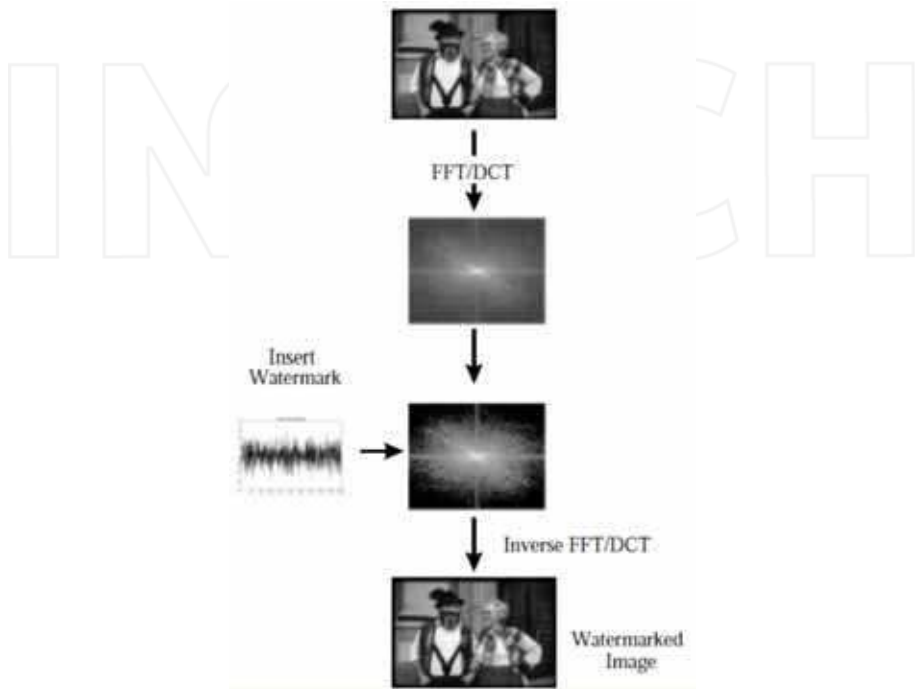 FFT/DCT
Insert
Watermark
Inverse FFT/DCT
Watermarked
Image